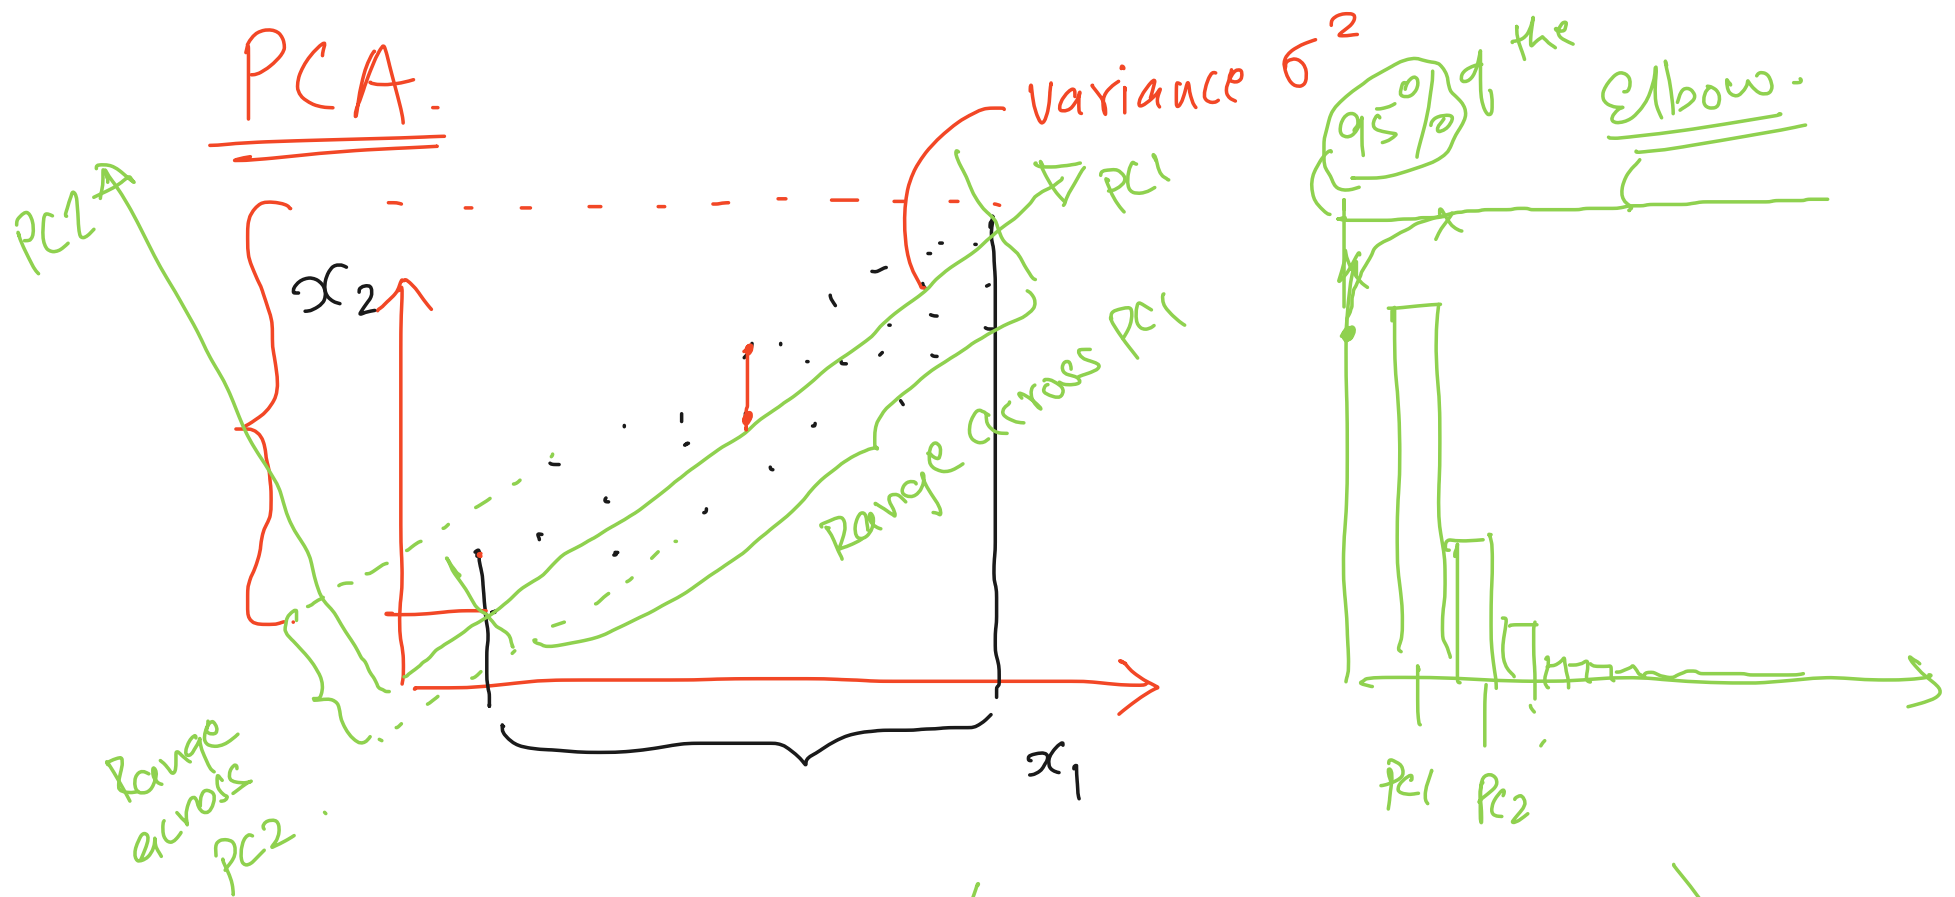 PCA.
variance σ²
95% of the
Elbow.
PC2
PC1
x₂
Range across PC1
x₁
Range
across
PC2.
PC1
PC2